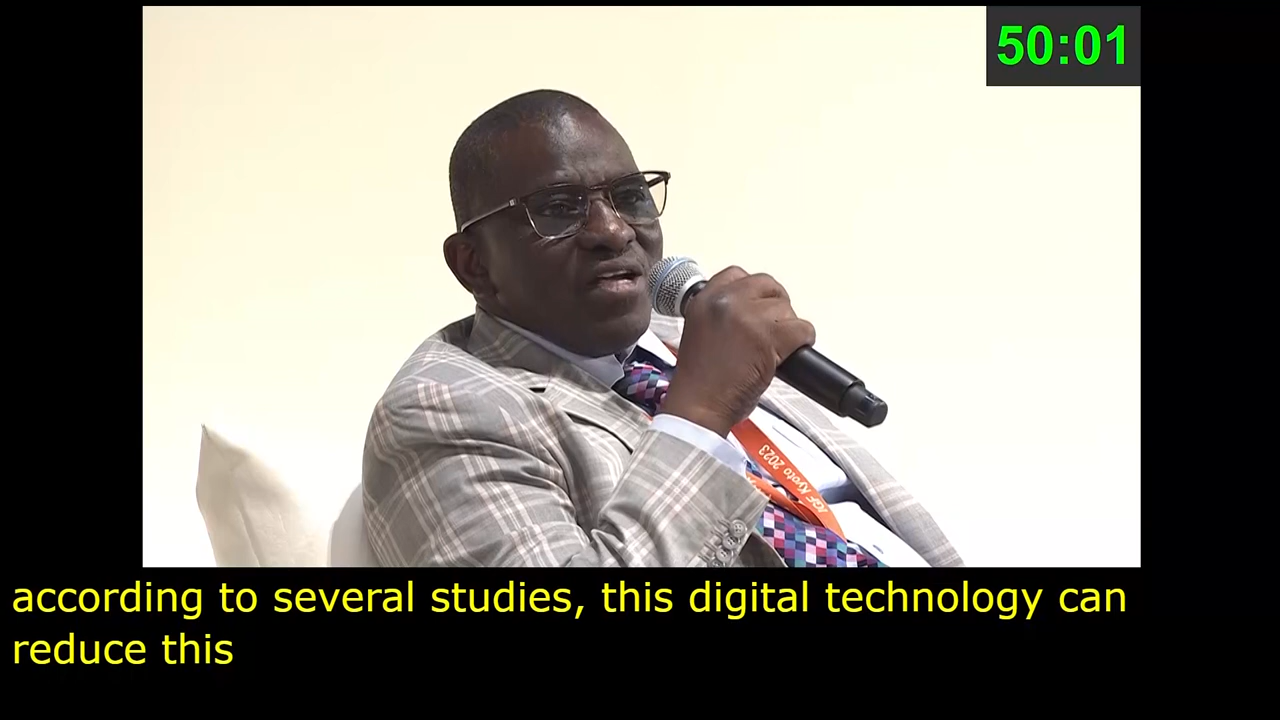 50:01
IGF Kyoto 2023
according to several studies, this digital technology can
reduce this